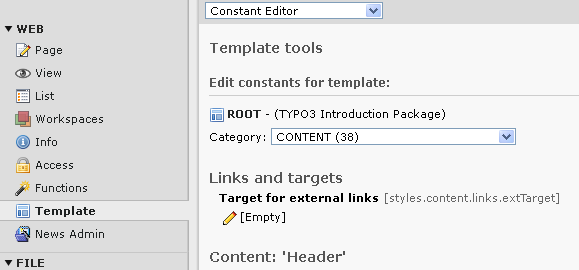 WEB
Page
View
List
Workspaces
Info
Access
Functions
Template
News Admin
FILE
Constant Editor
Template tools
Edit constants for template:
ROOT - (TYPO3 Introduction Package)
Category: CONTENT (38)
Links and targets
Target for external links [styles.content.links.extTarget]
[Empty]
Content: 'Header'